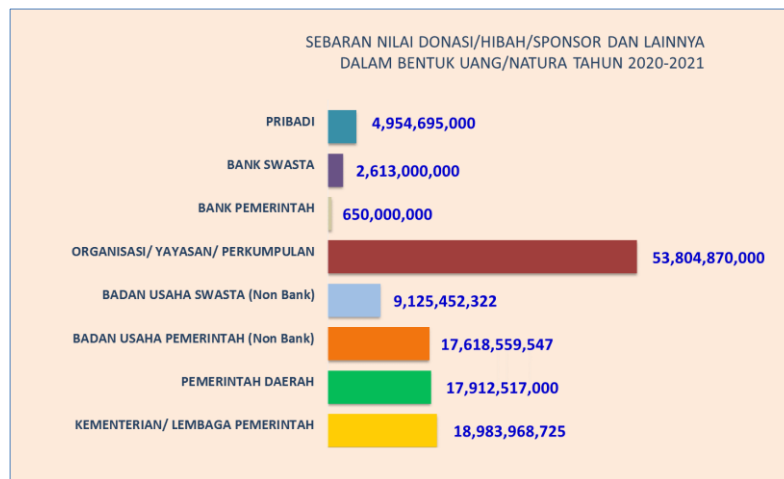 SEBARAN NILAI DONASI/HIBAH/SPONSOR DAN LAINNYA
DALAM BENTUK UANG/NATURA TAHUN 2020-2021
PRIBADI 4,954,695,000
BANK SWASTA 2,613,000,000
BANK PEMERINTAH 650,000,000
ORGANISASI/ YAYASAN/ PERKUMPULAN 53,804,870,000
BADAN USAHA SWASTA (Non Bank) 9,125,452,322
BADAN USAHA PEMERINTAH (Non Bank) 17,618,559,547
PEMERINTAH DAERAH 17,912,517,000
KEMENTERIAN/ LEMBAGA PEMERINTAH 18,983,968,725